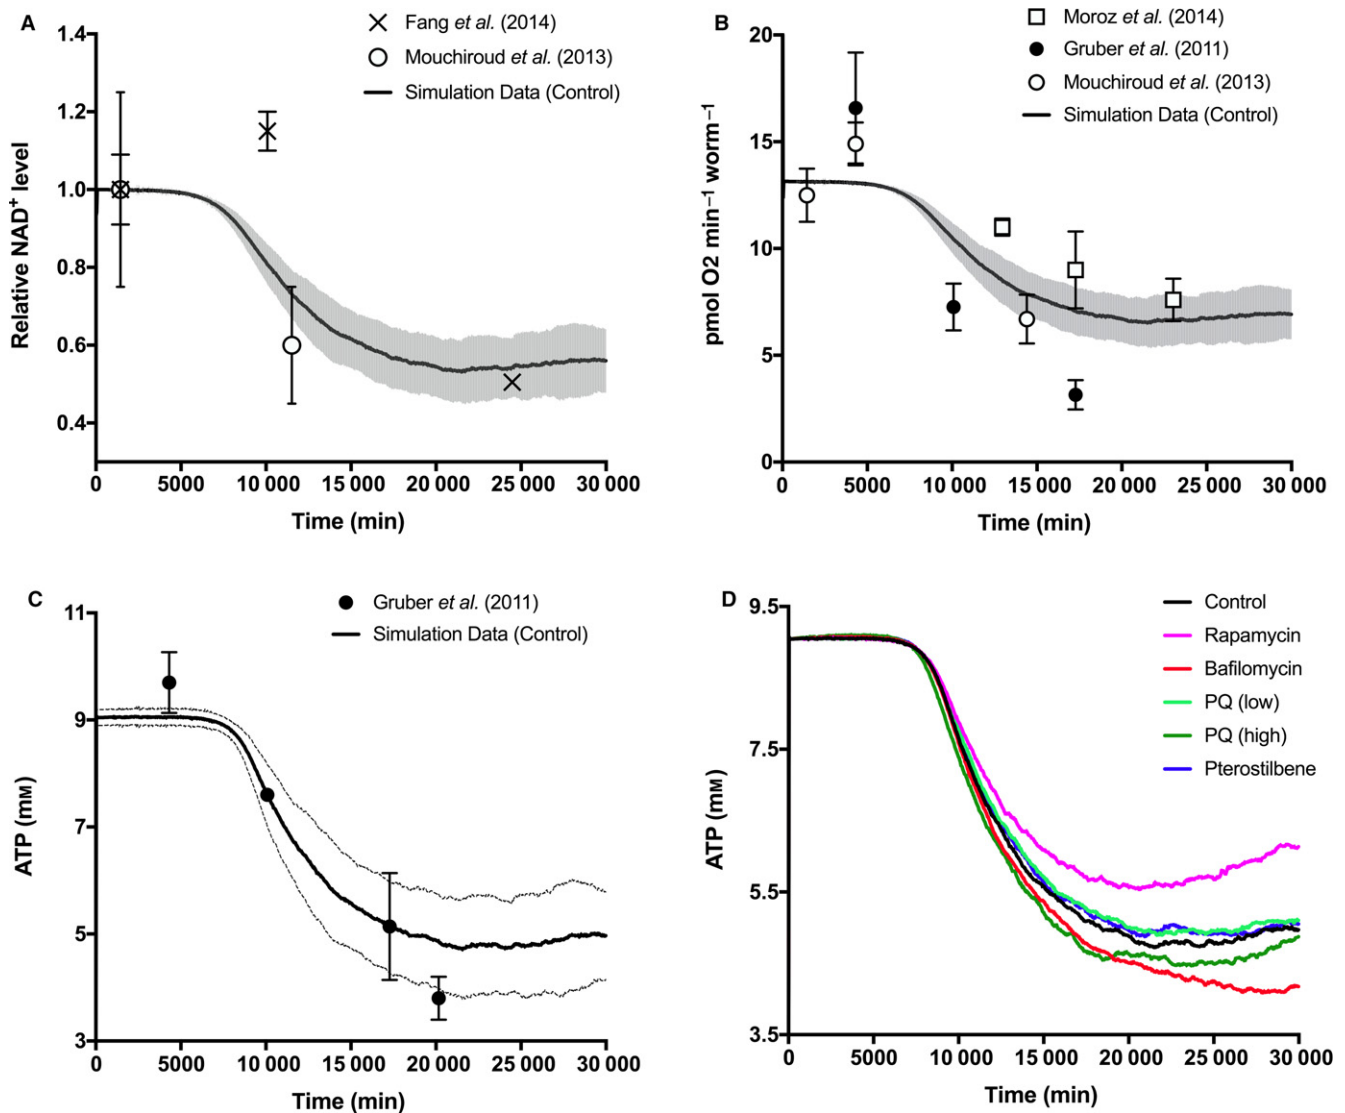 A
Fang et al. (2014)
Mouchiroud et al. (2013)
Simulation Data (Control)
Relative NAD⁺ level
1.4
1.2
1.0
0.8
0.6
0.4
0 5000 10 000 15 000 20 000 25 000 30 000
Time (min)
B
Moroz et al. (2014)
Gruber et al. (2011)
Mouchiroud et al. (2013)
Simulation Data (Control)
pmol O2 min⁻¹ worm⁻¹
20
15
10
5
0
0 5000 10 000 15 000 20 000 25 000 30 000
Time (min)
C
Gruber et al. (2011)
Simulation Data (Control)
ATP (mM)
11
9
7
5
3
0 5000 10 000 15 000 20 000 25 000 30 000
Time (min)
D
Control
Rapamycin
Bafilomycin
PQ (low)
PQ (high)
Pterostilbene
ATP (mM)
9.5
7.5
5.5
3.5
0 5000 10 000 15 000 20 000 25 000 30 000
Time (min)